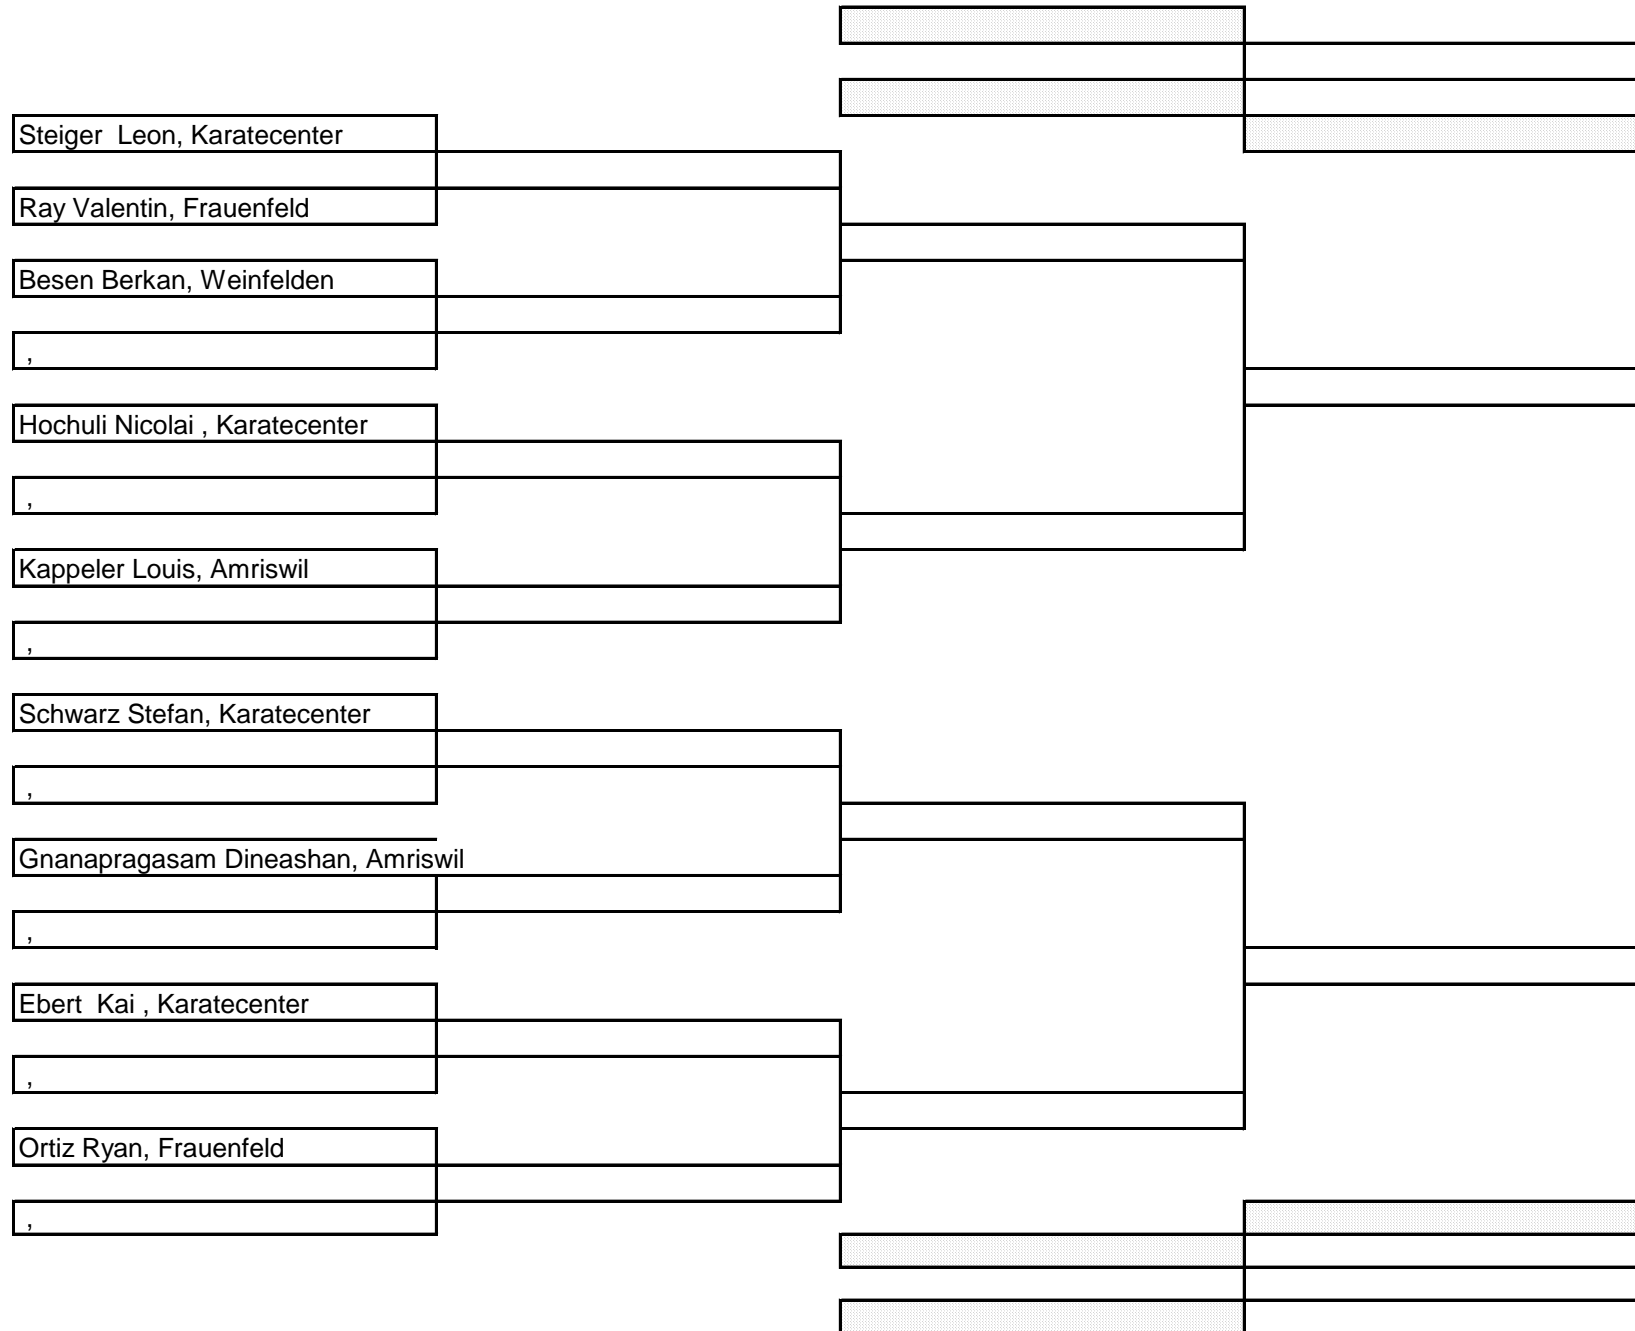 Steiger  Leon, Karatecenter
Ray Valentin, Frauenfeld
Besen Berkan, Weinfelden
,
Hochuli Nicolai , Karatecenter
,
Kappeler Louis, Amriswil
,
Schwarz Stefan, Karatecenter
,
Gnanapragasam Dineashan, Amriswil
,
Ebert  Kai , Karatecenter
,
Ortiz Ryan, Frauenfeld
,